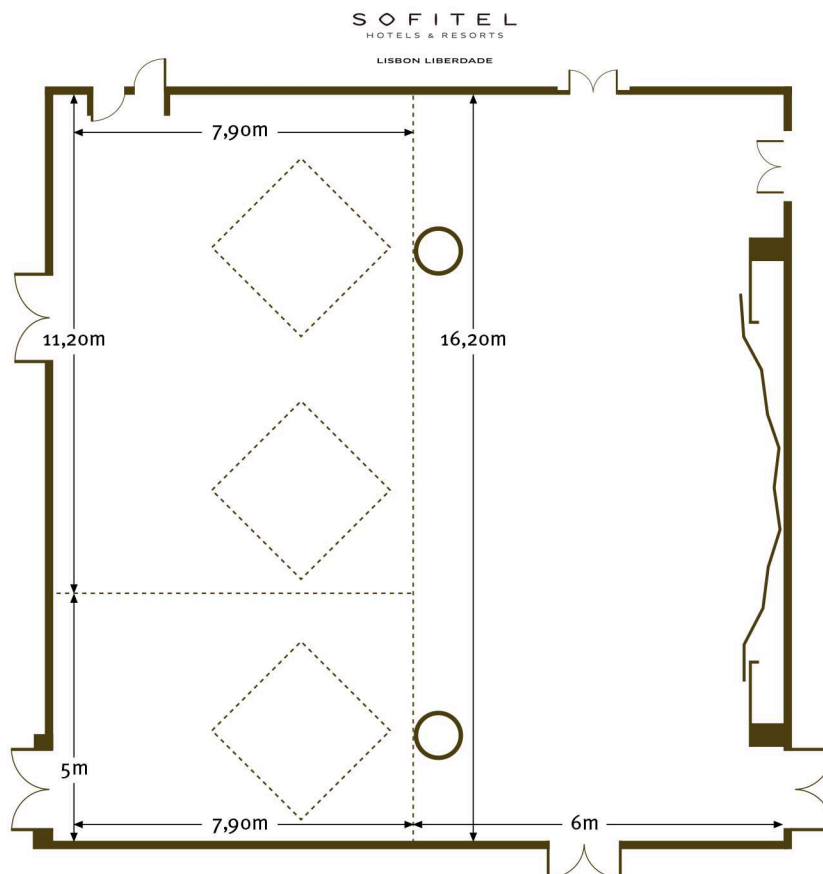 SOFITEL
HOTELS & RESORTS
LISBON LIBERDADE
7,90m
11,20m
16,20m
5m
7,90m
6m